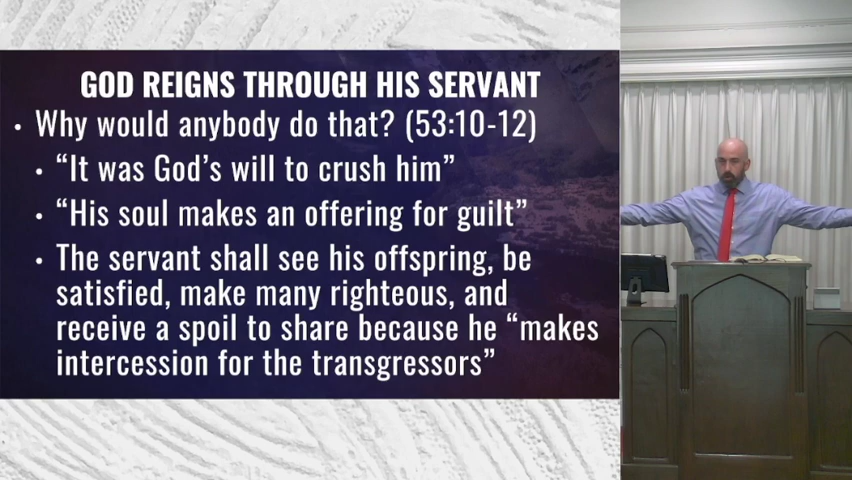 GOD REIGNS THROUGH HIS SERVANT
• Why would anybody do that? (53:10-12)
• “It was God’s will to crush him”
• “His soul makes an offering for guilt”
• The servant shall see his offspring, be
satisfied, make many righteous, and
receive a spoil to share because he “makes
intercession for the transgressors”